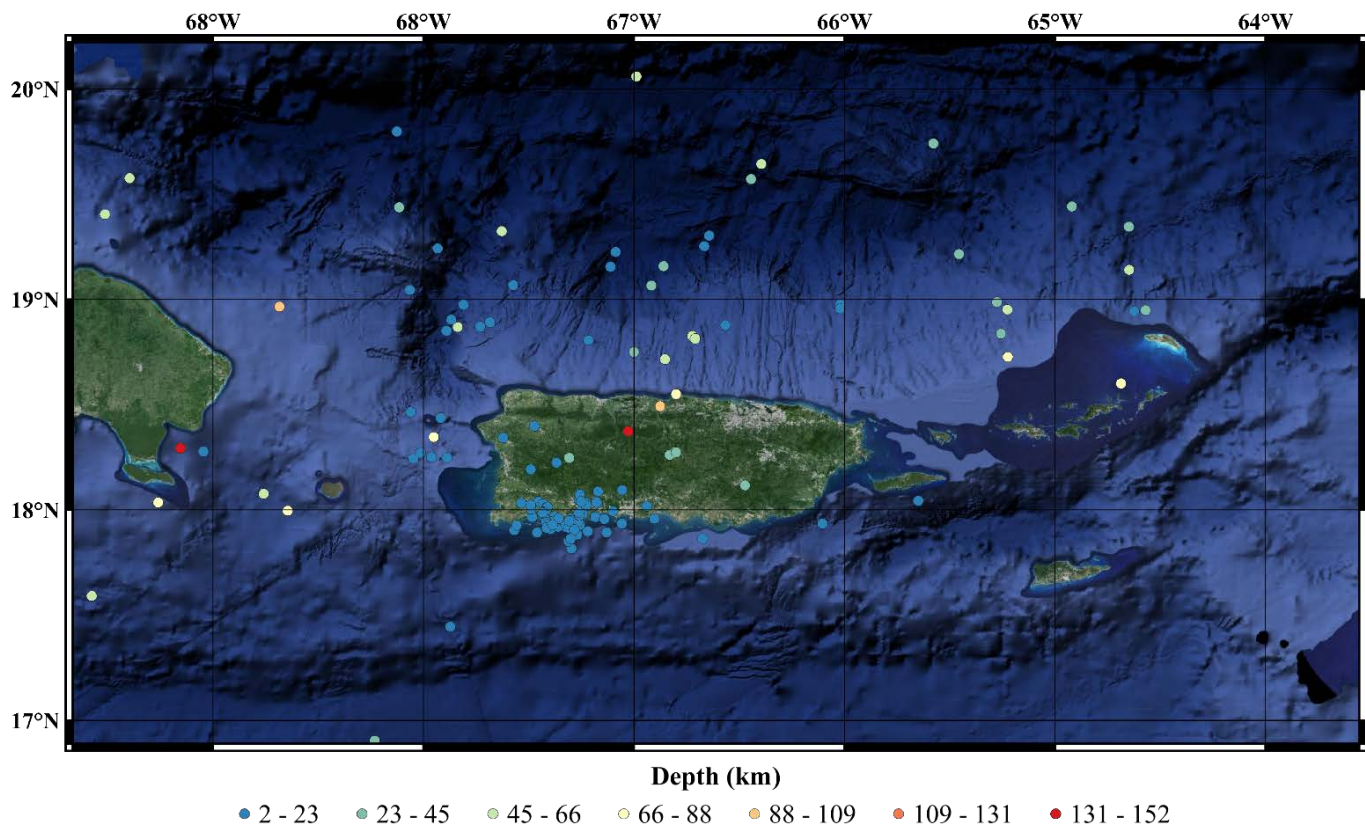 68°W 68°W 67°W 66°W 65°W 64°W
20°N
19°N
18°N
17°N
Depth (km)
2 - 23 23 - 45 45 - 66 66 - 88 88 - 109 109 - 131 131 - 152